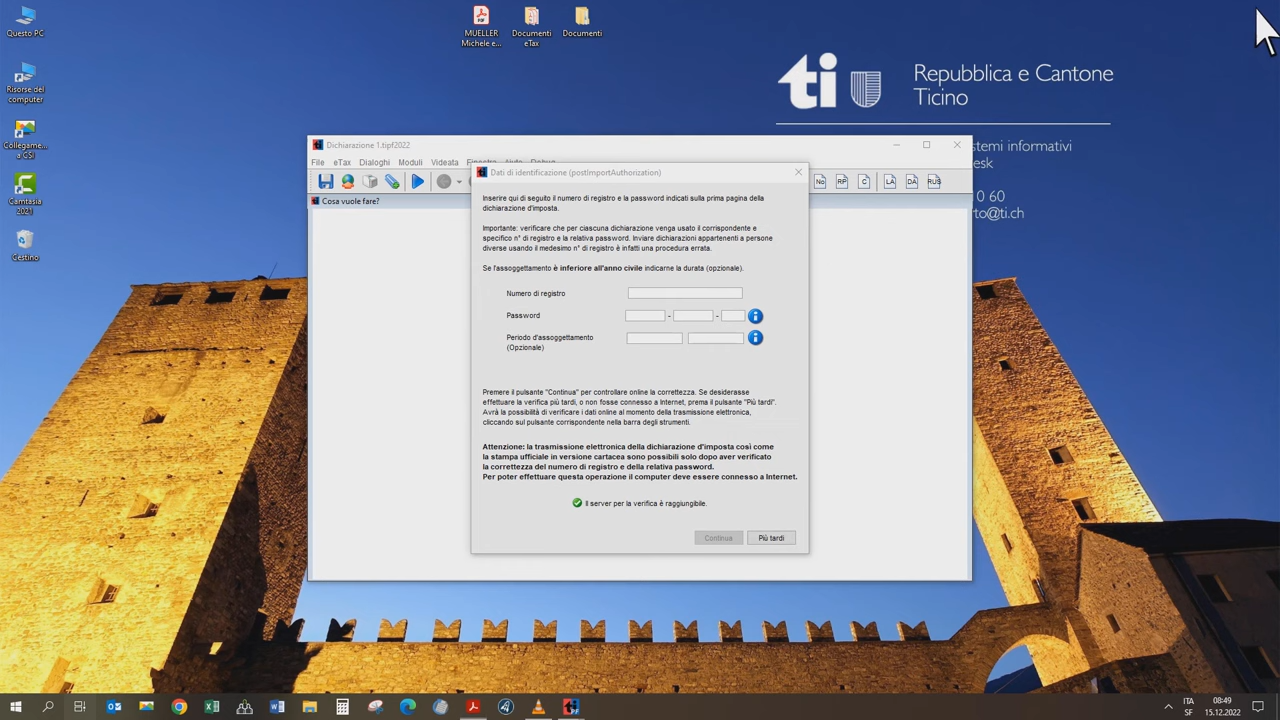 Questo PC
Risorse del
computer
Collegame...
a CSI
Camtasia
2021
Cestino
MUELLER
Michele e...
Documenti
eTax
Documenti
ti
Repubblica e Cantone
Ticino
stemi informativi
esk
0 60
rto@ti.ch
Dichiarazione 1.tipf2022
File eTax Dialoghi Moduli Videata Finestra Aiuto Debug
No RP C LA DA RUS
Cosa vuole fare?
Dati di identificazione (postImportAuthorization)
Inserire qui di seguito il numero di registro e la password indicati sulla prima pagina della
dichiarazione d'imposta.
Importante: verificare che per ciascuna dichiarazione venga usato il corrispondente e
specifico n° di registro e la relativa password. Inviare dichiarazioni appartenenti a persone
diverse usando il medesimo n° di registro è infatti una procedura errata.
Se l'assoggettamento è inferiore all'anno civile indicarne la durata (opzionale).
Numero di registro
Password - -
Periodo d'assoggettamento
(Opzionale)
Premere il pulsante "Continua" per controllare online la correttezza. Se desiderasse
effettuare la verifica più tardi, o non fosse connesso a Internet, prema il pulsante "Più tardi".
Avrà la possibilità di verificare i dati online al momento della trasmissione elettronica,
cliccando sul pulsante corrispondente nella barra degli strumenti.
Attenzione: la trasmissione elettronica della dichiarazione d'imposta così come
la stampa ufficiale in versione cartacea sono possibili solo dopo aver verificato
la correttezza del numero di registro e della relativa password.
Per poter effettuare questa operazione il computer deve essere connesso a Internet.
Il server per la verifica è raggiungibile.
Continua Più tardi
ITA
SF
08:49
15.12.2022